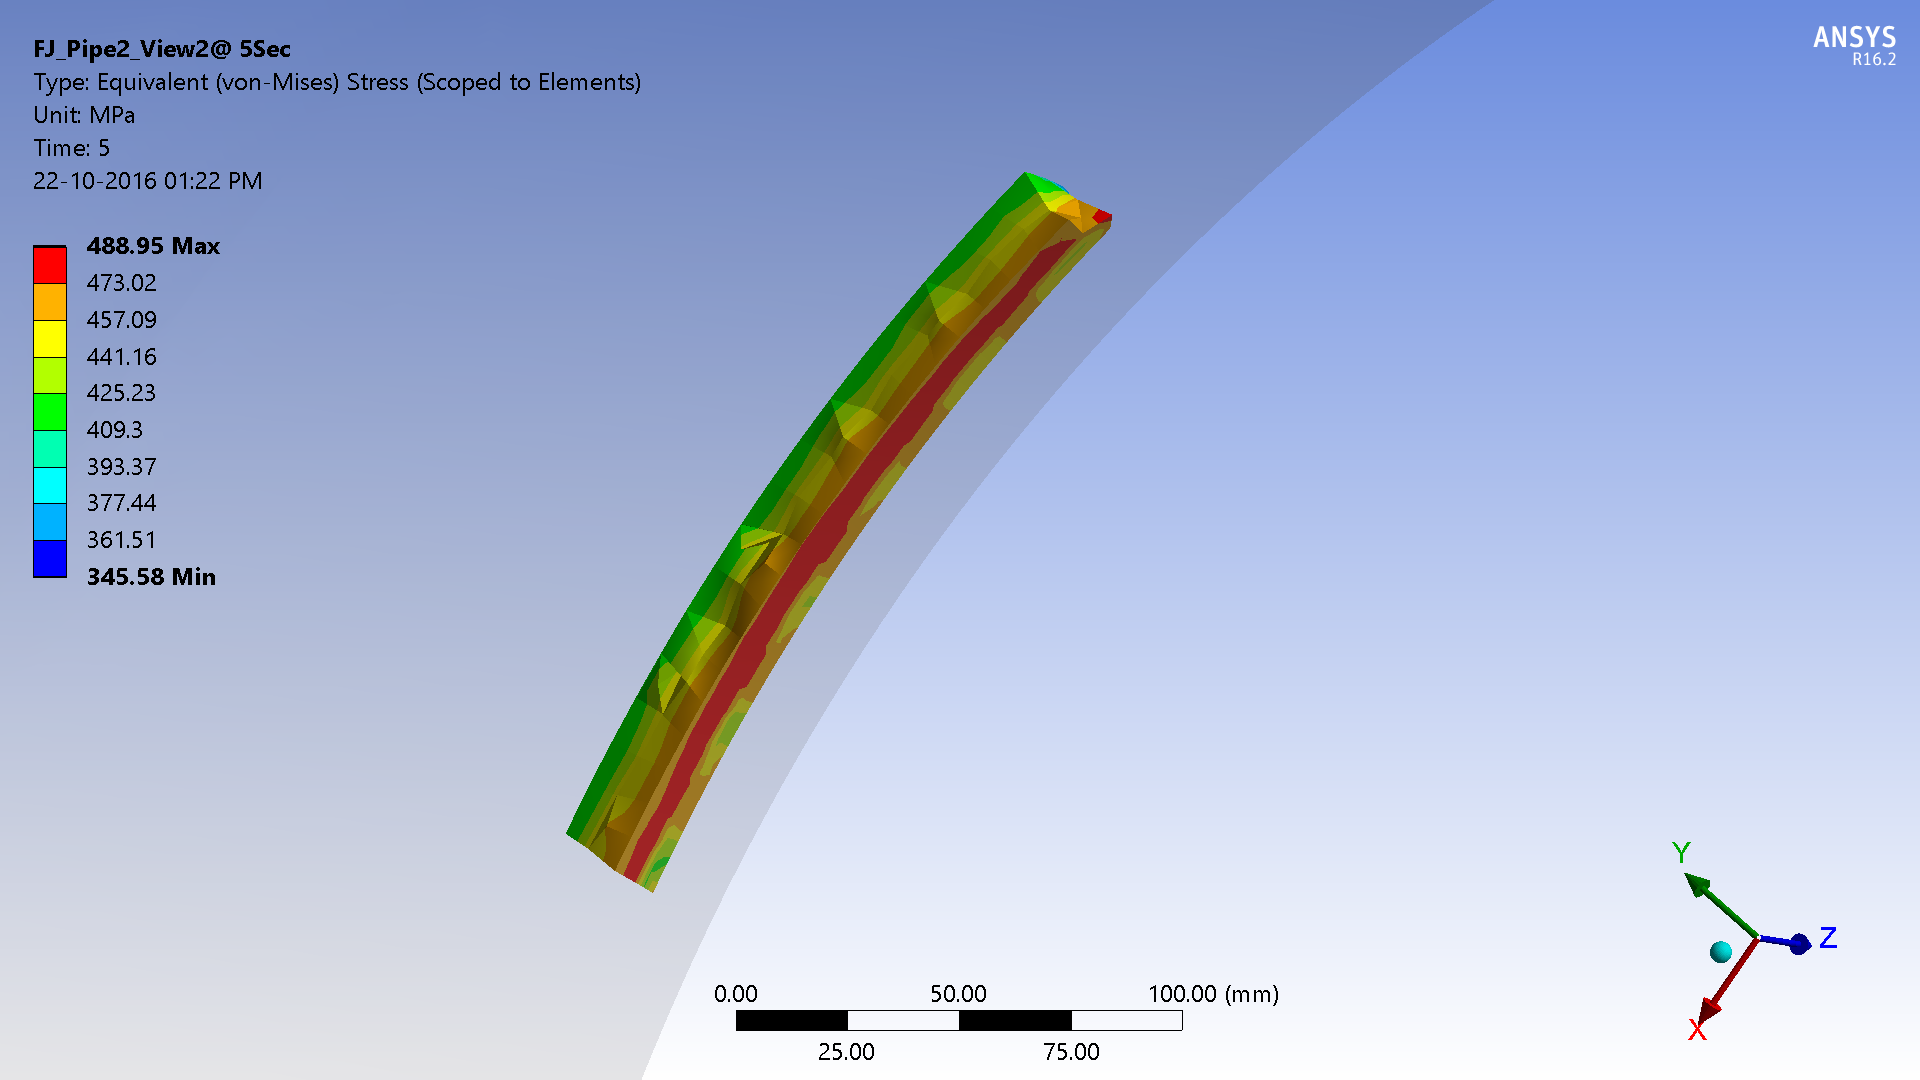 FJ_Pipe2_View2@ 5Sec
Type: Equivalent (von-Mises) Stress (Scoped to Elements)
Unit: MPa
Time: 5
22-10-2016 01:22 PM
ANSYS
R16.2
488.95 Max
473.02
457.09
441.16
425.23
409.3
393.37
377.44
361.51
345.58 Min
Y
Z
X
0.00 50.00 100.00 (mm)
25.00 75.00